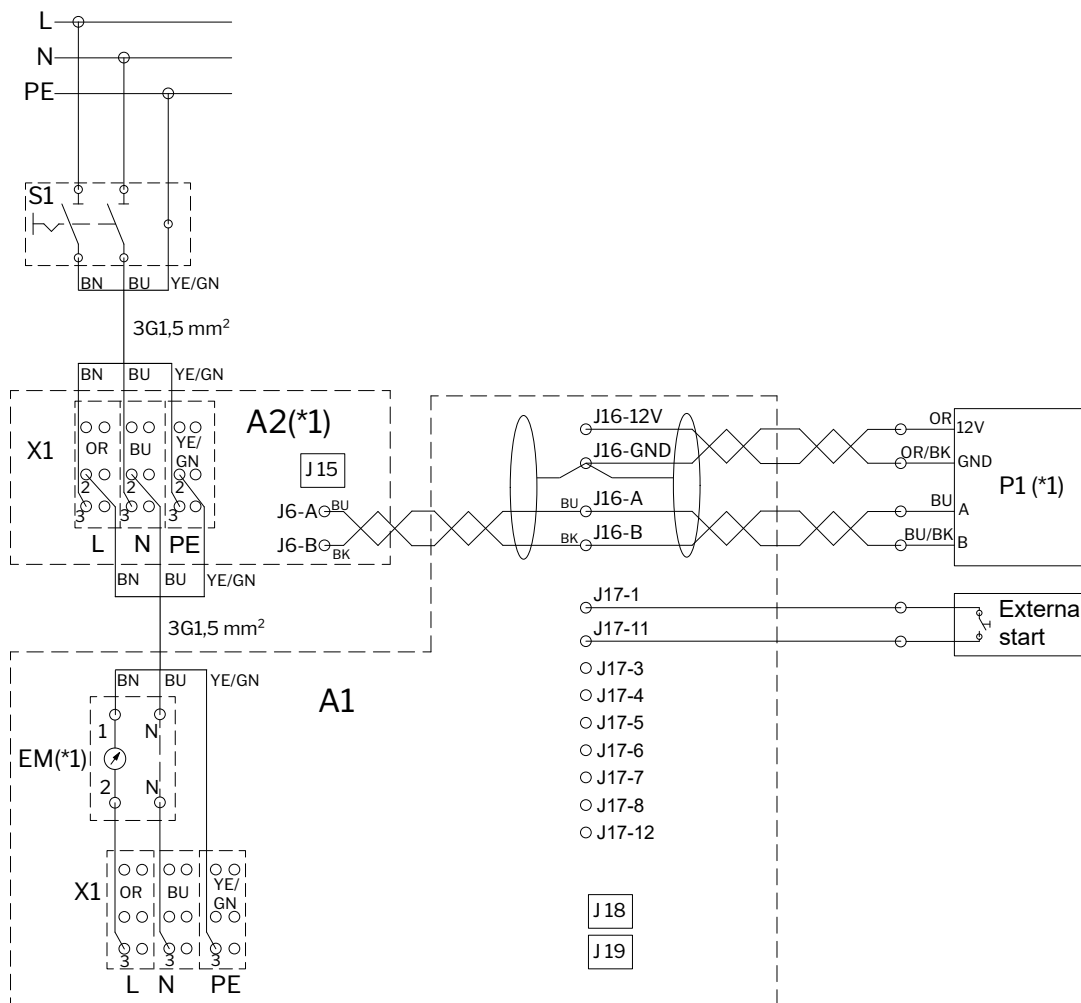 L
N
PE
S1
BN BU YE/GN
3G1,5 mm²
BN BU YE/GN
X1 OR BU YE/GN
2 2 2
3 3 3
L N PE
A2(*1)
J15
J6-A BU
J6-B BK
BN BU YE/GN
3G1,5 mm²
J16-12V
J16-GND
BU J16-A
BK J16-B
OR 12V
OR/BK GND
BU A
BU/BK B
P1 (*1)
J17-1
J17-11
Externa
start
J17-3
J17-4
J17-5
J17-6
J17-7
J17-8
J17-12
J18
J19
A1
BN BU YE/GN
1 N
EM(*1)
2 N
X1 OR BU YE/GN
3 3 3
L N PE